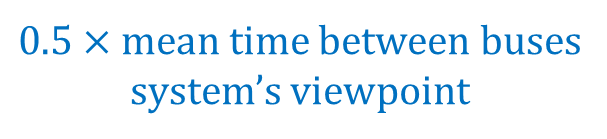 0.5 × mean time between buses
system’s viewpoint